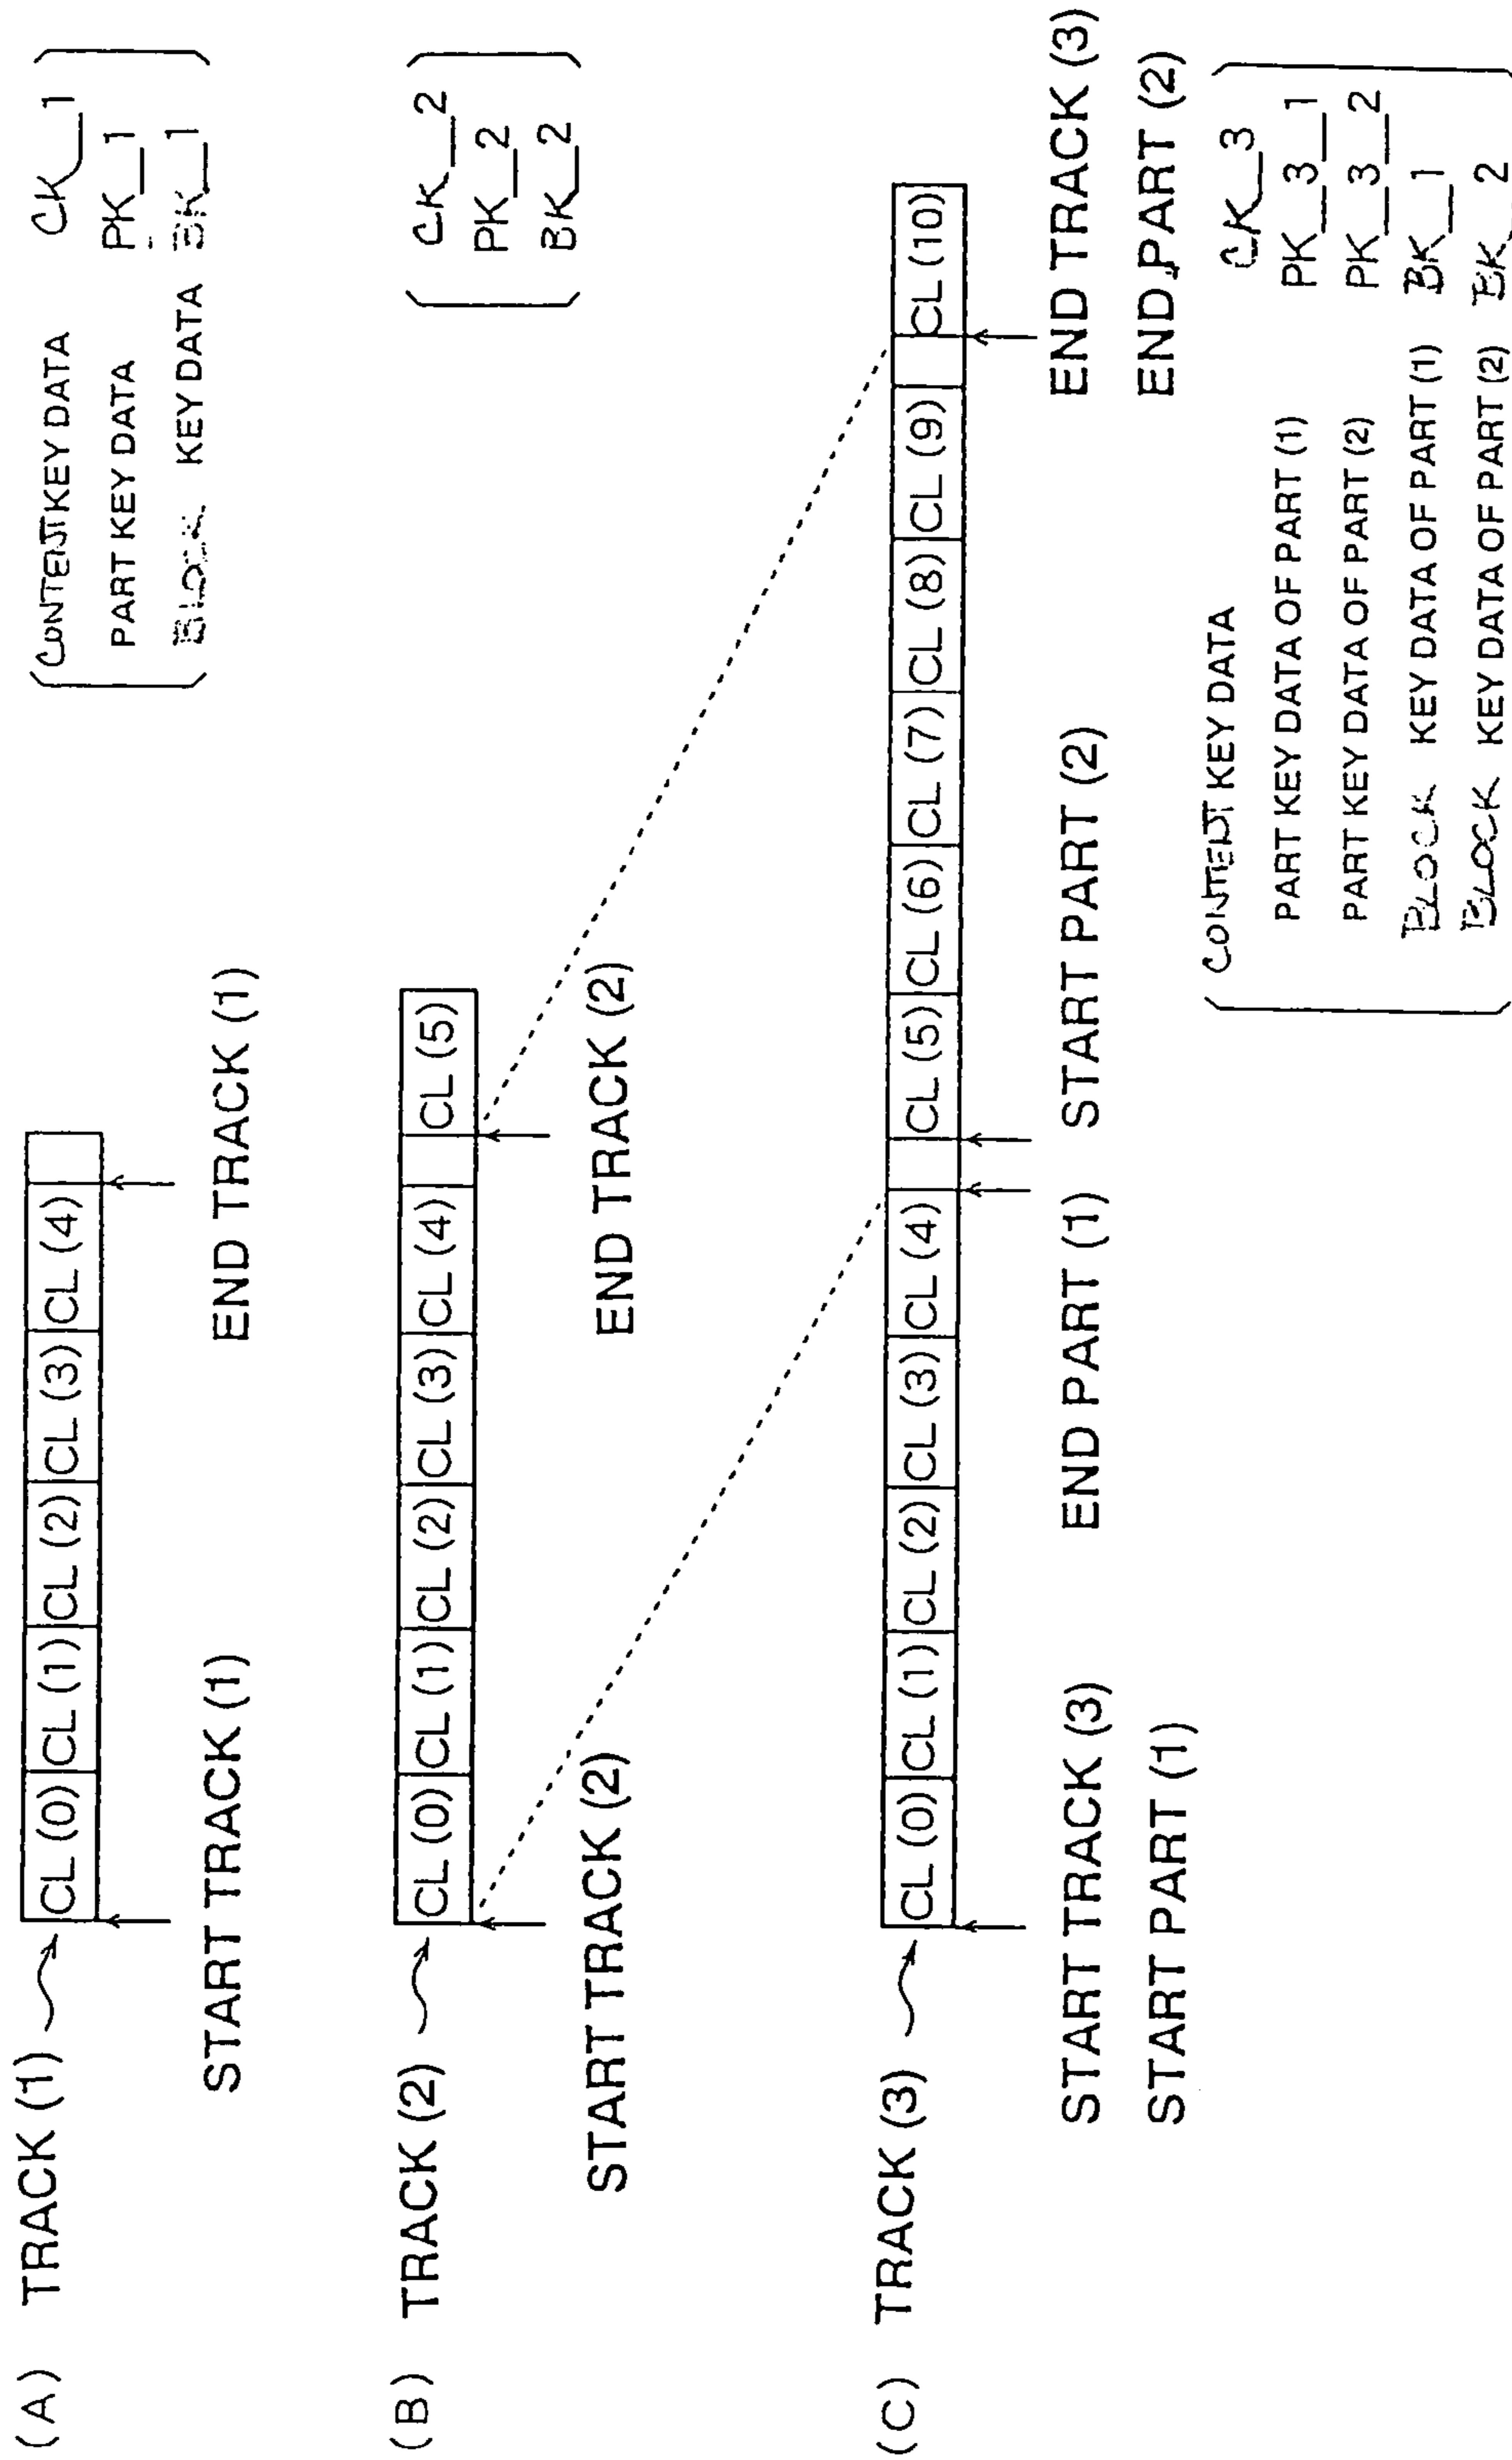 (A) TRACK (1)
CL (0) CL (1) CL (2) CL (3) CL (4)
START TRACK (1) END TRACK (1)
CONTENT KEY DATA CK_1
PART KEY DATA PK_1
BLOCK KEY DATA BK_1
(B) TRACK (2)
CL (0) CL (1) CL (2) CL (3) CL (4) CL (5)
START TRACK (2) END TRACK (2)
CK_2
PK_2
BK_2
(C) TRACK (3)
CL (0) CL (1) CL (2) CL (3) CL (4) CL (5) CL (6) CL (7) CL (8) CL (9) CL (10)
START TRACK (3) END PART (1) START PART (2) END TRACK (3)
START PART (1) END PART (2)
CONTENT KEY DATA CK_3
PART KEY DATA OF PART (1) PK_3_1
PART KEY DATA OF PART (2) PK_3_2
BLOCK KEY DATA OF PART (1) BK_1
BLOCK KEY DATA OF PART (2) BK_2